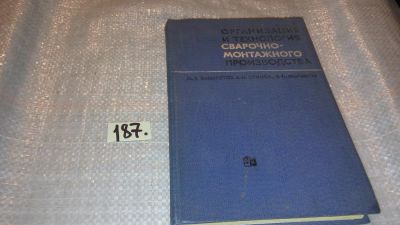 187.
ОРГАНИЗАЦИЯ
И ТЕХНОЛОГИЯ
СВАРОЧНО-
МОНТАЖНОГО
ПРОИЗВОДСТВА